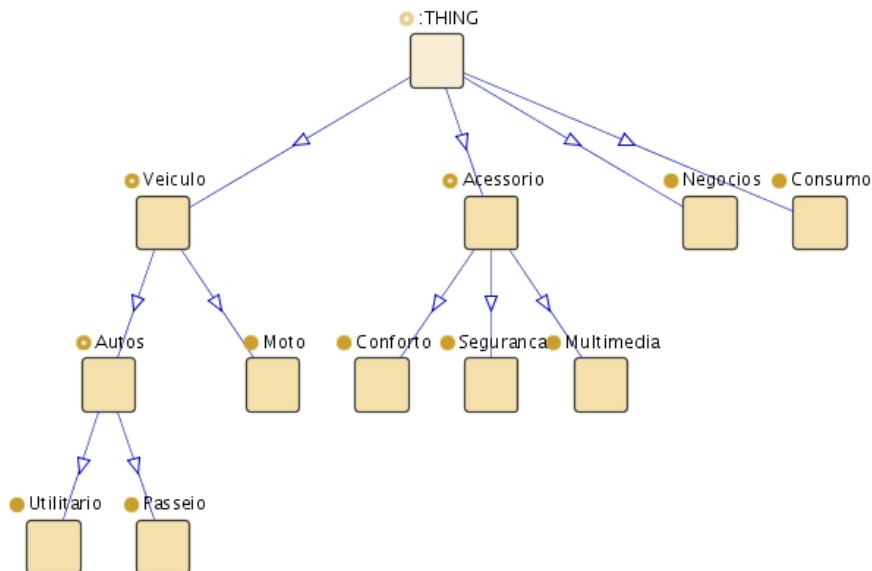 :THING
Veiculo
Acessorio
Negocios
Consumo
Autos
Moto
Conforto
Seguranca
Multimedia
Utilitario
Passeio